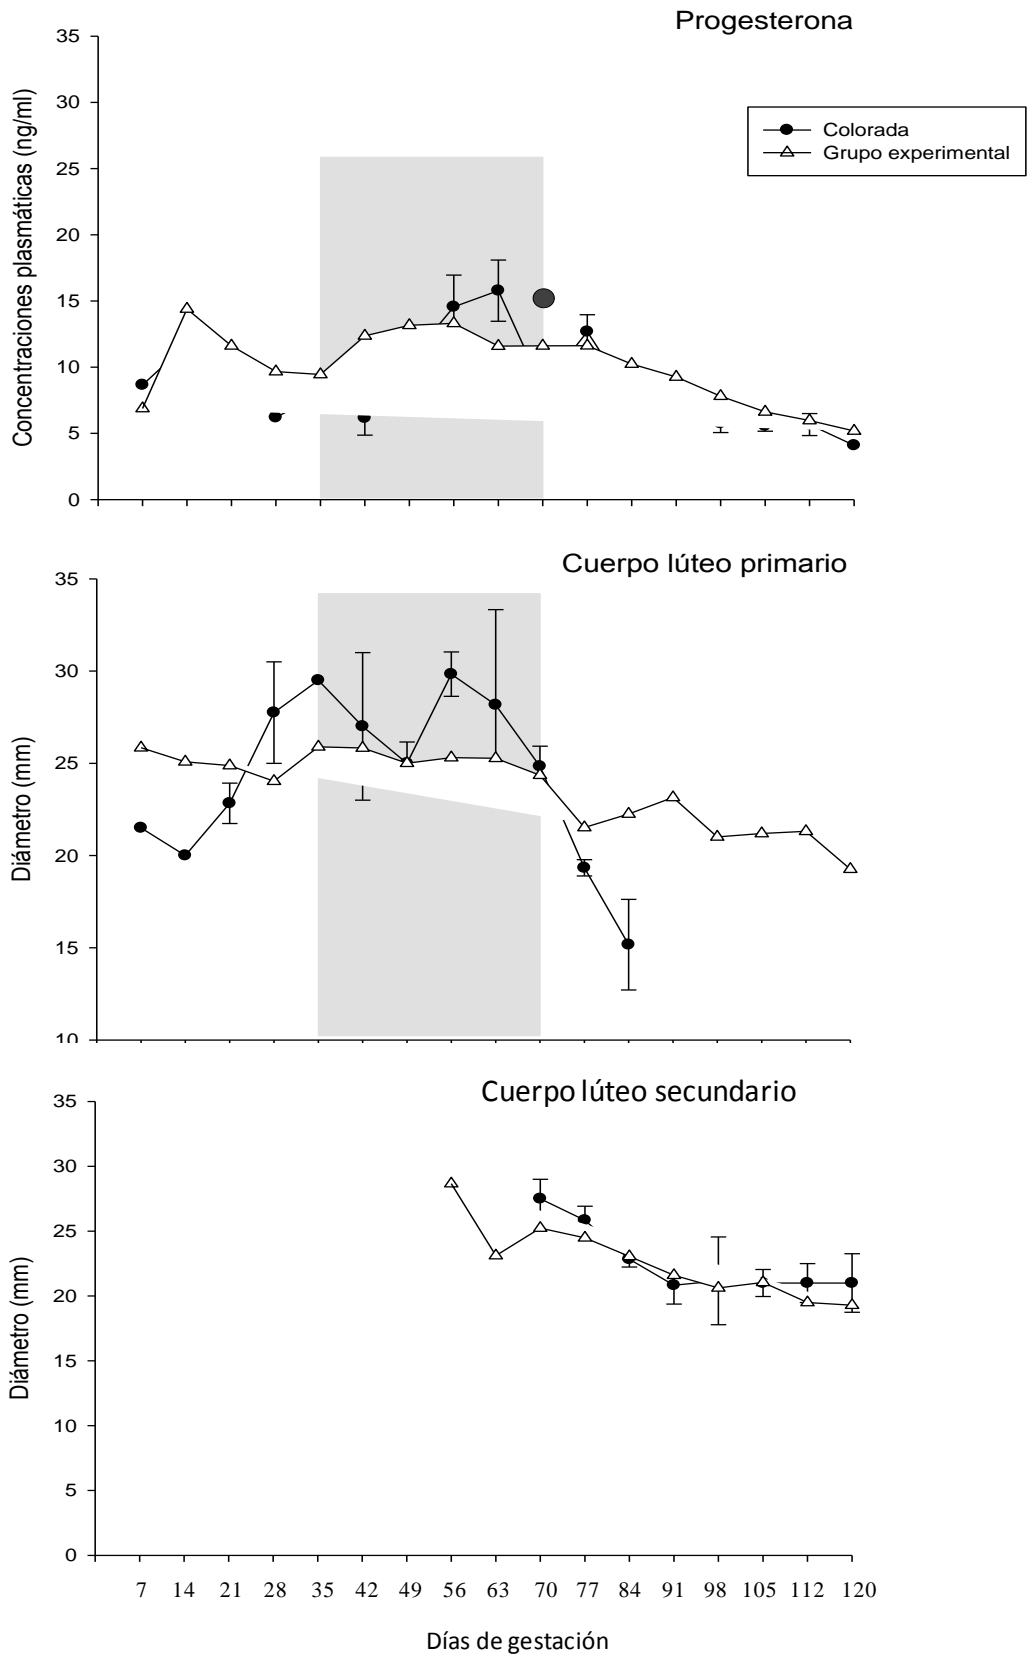 Progesterona
35
30
25
20
15
10
5
0
Concentraciones plasmáticas (ng/ml)
Colorada
Grupo experimental
Cuerpo lúteo primario
35
30
25
20
15
10
Diámetro (mm)
Cuerpo lúteo secundario
35
30
25
20
15
10
5
0
Diámetro (mm)
7 14 21 28 35 42 49 56 63 70 77 84 91 98 105 112 120
Días de gestación